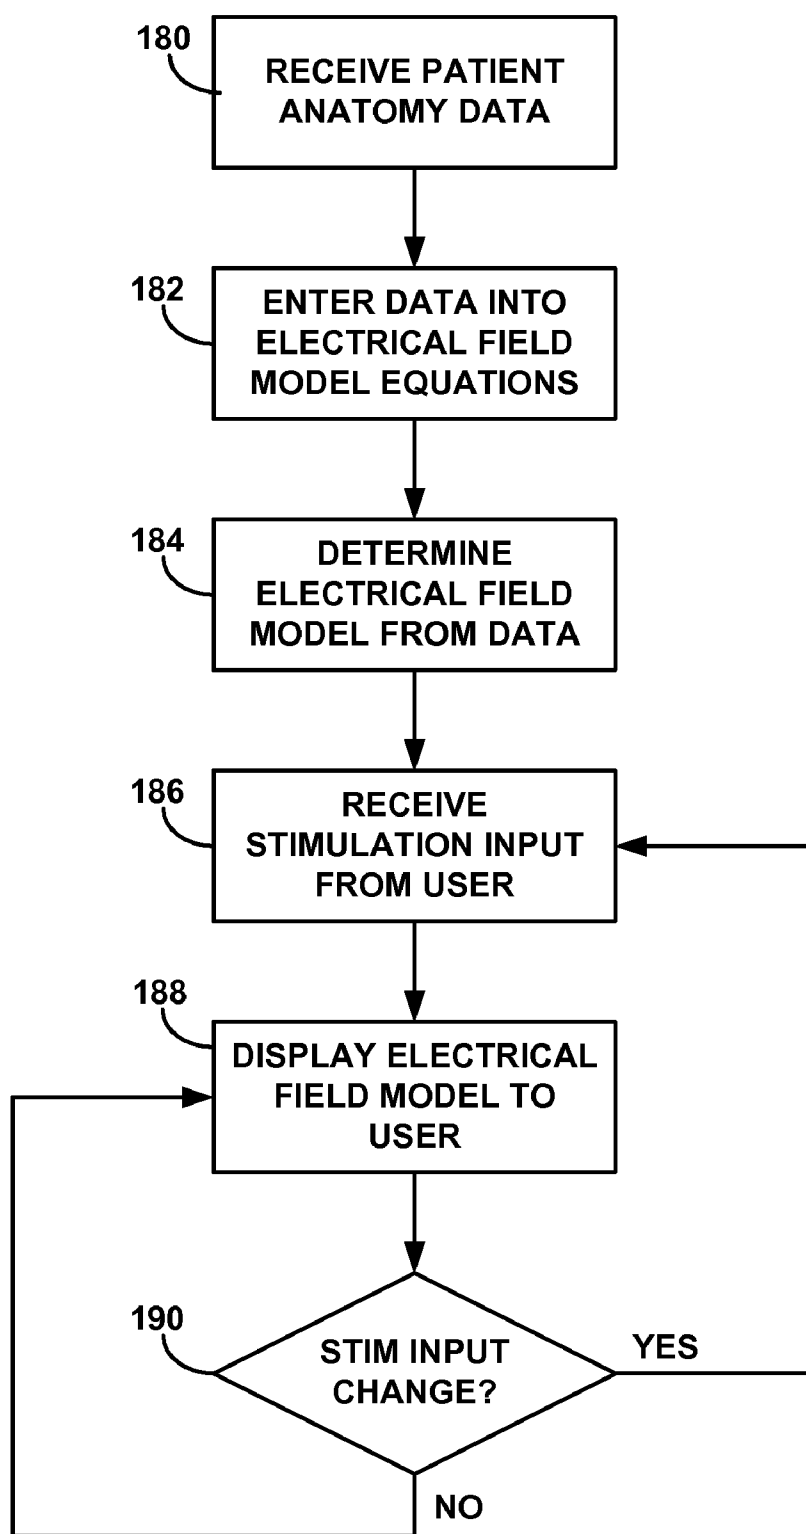 180
RECEIVE PATIENT
ANATOMY DATA
182
ENTER DATA INTO
ELECTRICAL FIELD
MODEL EQUATIONS
184
DETERMINE
ELECTRICAL FIELD
MODEL FROM DATA
186
RECEIVE
STIMULATION INPUT
FROM USER
188
DISPLAY ELECTRICAL
FIELD MODEL TO
USER
190
STIM INPUT
CHANGE?
YES
NO